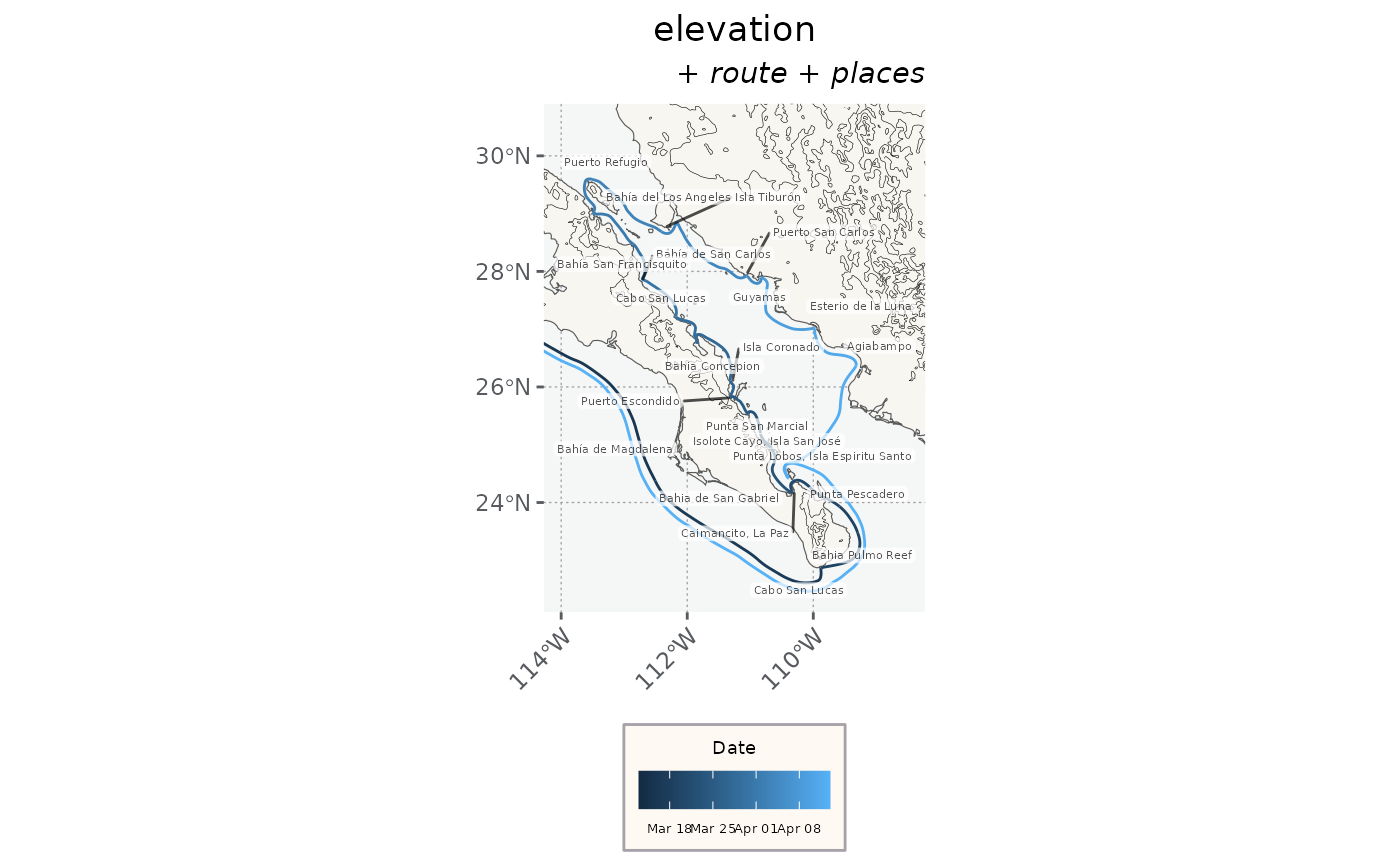 elevation
+ route + places
30°N
28°N
26°N
24°N
Puerto Refugio
Bahía del Los Angeles Isla Tiburón
Puerto San Carlos
Bahía de San Carlos
Bahía San Francisquito
Cabo San Lucas
Guyamas
Esterio de la Luna
Isla Coronado
Agiabampo
Bahía Concepion
Puerto Escondido
Punta San Marcial
Isolote Cayo, Isla San José
Bahía de Magdalena
Punta Lobos, Isla Espiritu Santo
Punta Pescadero
Bahia de San Gabriel
Caimancito, La Paz
Bahia Pulmo Reef
Cabo San Lucas
114°W
112°W
110°W
Date
Mar 18 Mar 25 Apr 01 Apr 08